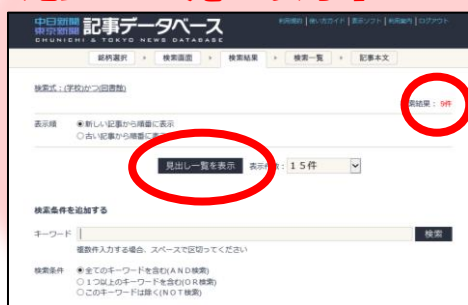 中日新聞 東京新聞 記事データベース
CHUNICHI & TOKYO NEWS DATABASE
利用規約 | 使い方ガイド | 表示ソフト | 利用案内 | ログアウト
銘柄選択 › 検索画面 › 検索結果 › 検索一覧 › 記事本文
検索式:(学校)かつ(図書館)
索結果: 9件
表示順 ◉新しい記事から順番に表示
○古い記事から順番に表
見出し一覧を表示 表示 数: 15件
検索条件を追加する
キーワード 検索
複数件入力する場合、スペースで区切ってください
検索条件 ◉全てのキーワードを含む(AND検索)
○1つ以上のキーワードを含む(OR検索)
○このキーワードは除く(NOT検索)